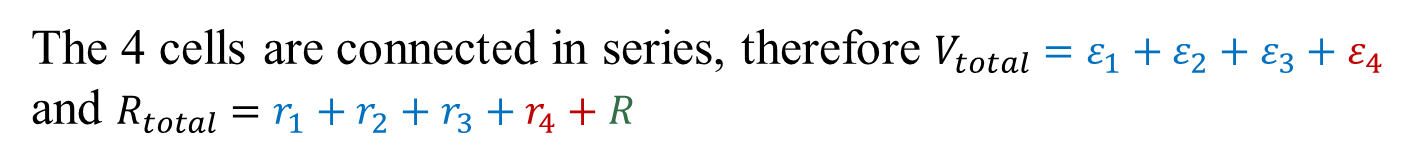 The 4 cells are connected in series, therefore V_total = ε₁ + ε₂ + ε₃ + ε₄
and R_total = r₁ + r₂ + r₃ + r₄ + R